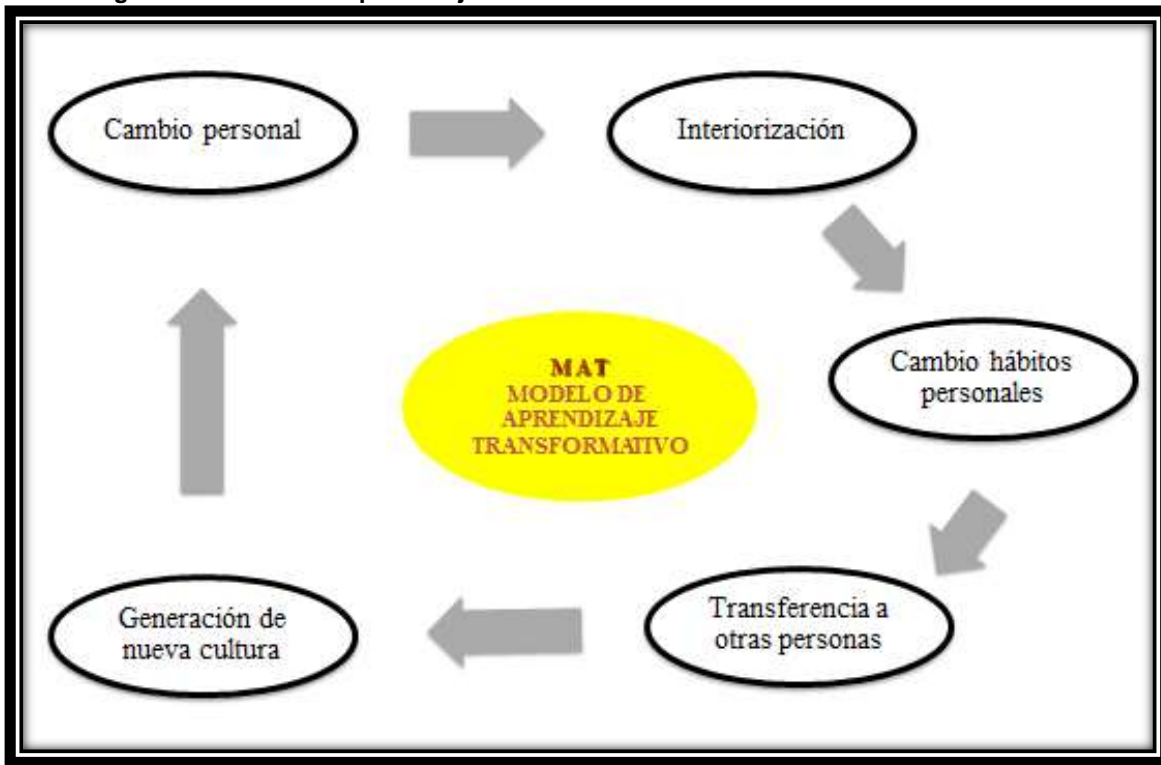 Cambio personal
Interiorización
Cambio hábitos
personales
MAT
MODELO DE
APRENDIZAJE
TRANSFORMATIVO
Transferencia a
otras personas
Generación de
nueva cultura